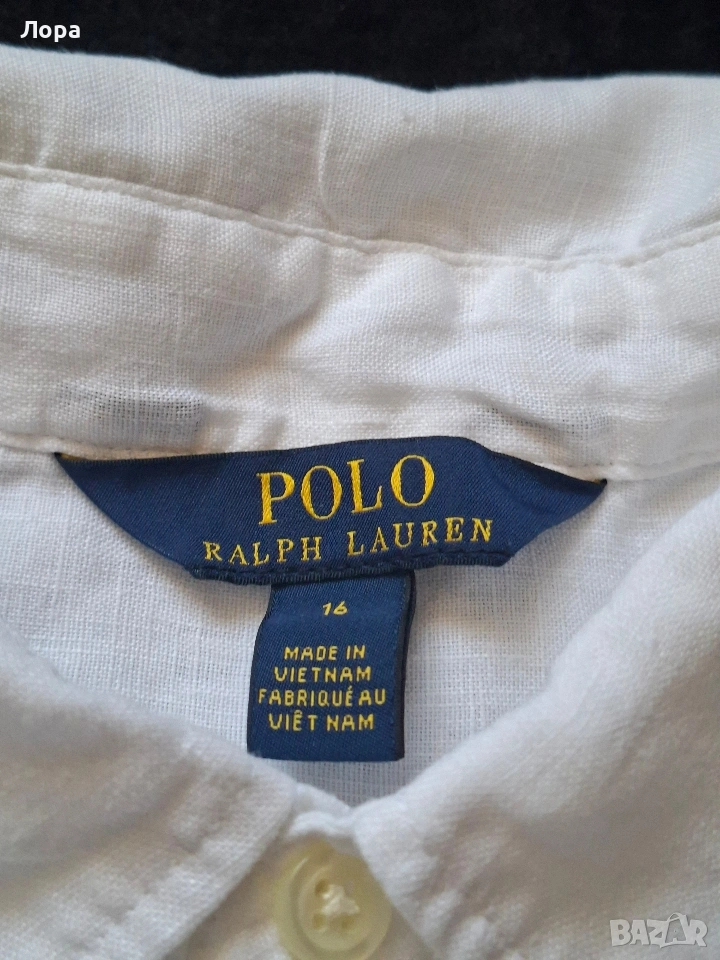 Лора
POLO
RALPH LAUREN
16
MADE IN
VIETNAM
FABRIQUÉ AU
VIÊT NAM
BAZAR